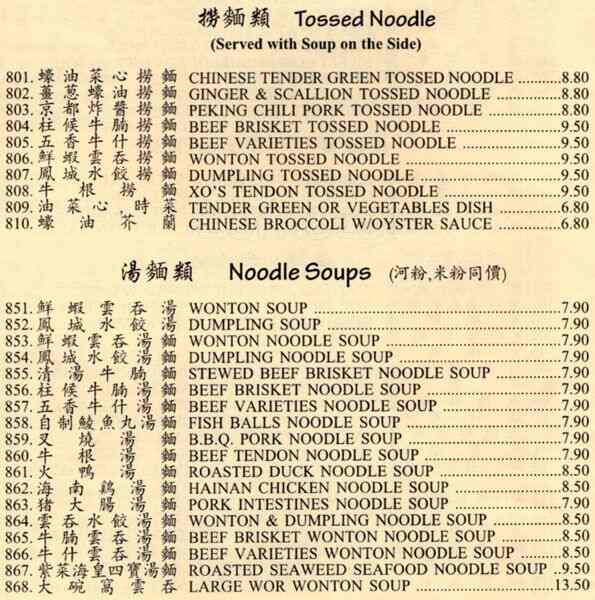 撈麵類 Tossed Noodle
(Served with Soup on the Side)
801. 蠔油菜心撈麵 CHINESE TENDER GREEN TOSSED NOODLE ..........8.80
802. 薑蔥蠔油撈麵 GINGER & SCALLION TOSSED NOODLE ..........8.80
803. 京都炸醬撈麵 PEKING CHILI PORK TOSSED NOODLE ..........8.80
804. 柱候牛腩撈麵 BEEF BRISKET TOSSED NOODLE ..........9.50
805. 五香牛什撈麵 BEEF VARIETIES TOSSED NOODLE ..........9.50
806. 鮮蝦雲吞撈麵 WONTON TOSSED NOODLE ..........9.50
807. 鳳城水餃撈麵 DUMPLING TOSSED NOODLE ..........9.50
808. 牛根撈麵 XO'S TENDON TOSSED NOODLE ..........9.50
809. 油菜心,時菜 TENDER GREEN OR VEGETABLES DISH ..........6.80
810. 蠔油芥蘭 CHINESE BROCCOLI W/OYSTER SAUCE ..........6.80
湯麵類 Noodle Soups (河粉,米粉同價)
851. 鮮蝦雲吞湯 WONTON SOUP ..........7.90
852. 鳳城水餃湯 DUMPLING SOUP ..........7.90
853. 鮮蝦雲吞湯麵 WONTON NOODLE SOUP ..........7.90
854. 鳳城水餃湯麵 DUMPLING NOODLE SOUP ..........7.90
855. 清湯牛腩麵 STEWED BEEF BRISKET NOODLE SOUP ..........7.90
856. 柱候牛腩湯麵 BEEF BRISKET NOODLE SOUP ..........7.90
857. 五香牛什湯麵 BEEF VARIETIES NOODLE SOUP ..........7.90
858. 自制鯪魚丸湯麵 FISH BALLS NOODLE SOUP ..........7.90
859. 叉燒湯麵 B.B.Q. PORK NOODLE SOUP ..........7.90
860. 牛根湯麵 BEEF TENDON NOODLE SOUP ..........7.90
861. 火鴨湯麵 ROASTED DUCK NOODLE SOUP ..........8.50
862. 海南鷄湯麵 HAINAN CHICKEN NOODLE SOUP ..........8.50
863. 猪大腸湯麵 PORK INTESTINES NOODLE SOUP ..........7.90
864. 雲吞水餃湯麵 WONTON & DUMPLING NOODLE SOUP ..........8.50
865. 牛腩雲吞湯麵 BEEF BRISKET WONTON NOODLE SOUP ..........8.50
866. 牛什雲吞湯麵 BEEF VARIETIES WONTON NOODLE SOUP ..........8.50
867. 紫菜海皇四寶湯麵 ROASTED SEAWEED SEAFOOD NOODLE SOUP ..9.50
868. 大碗窩雲吞 LARGE WOR WONTON SOUP ..........13.50